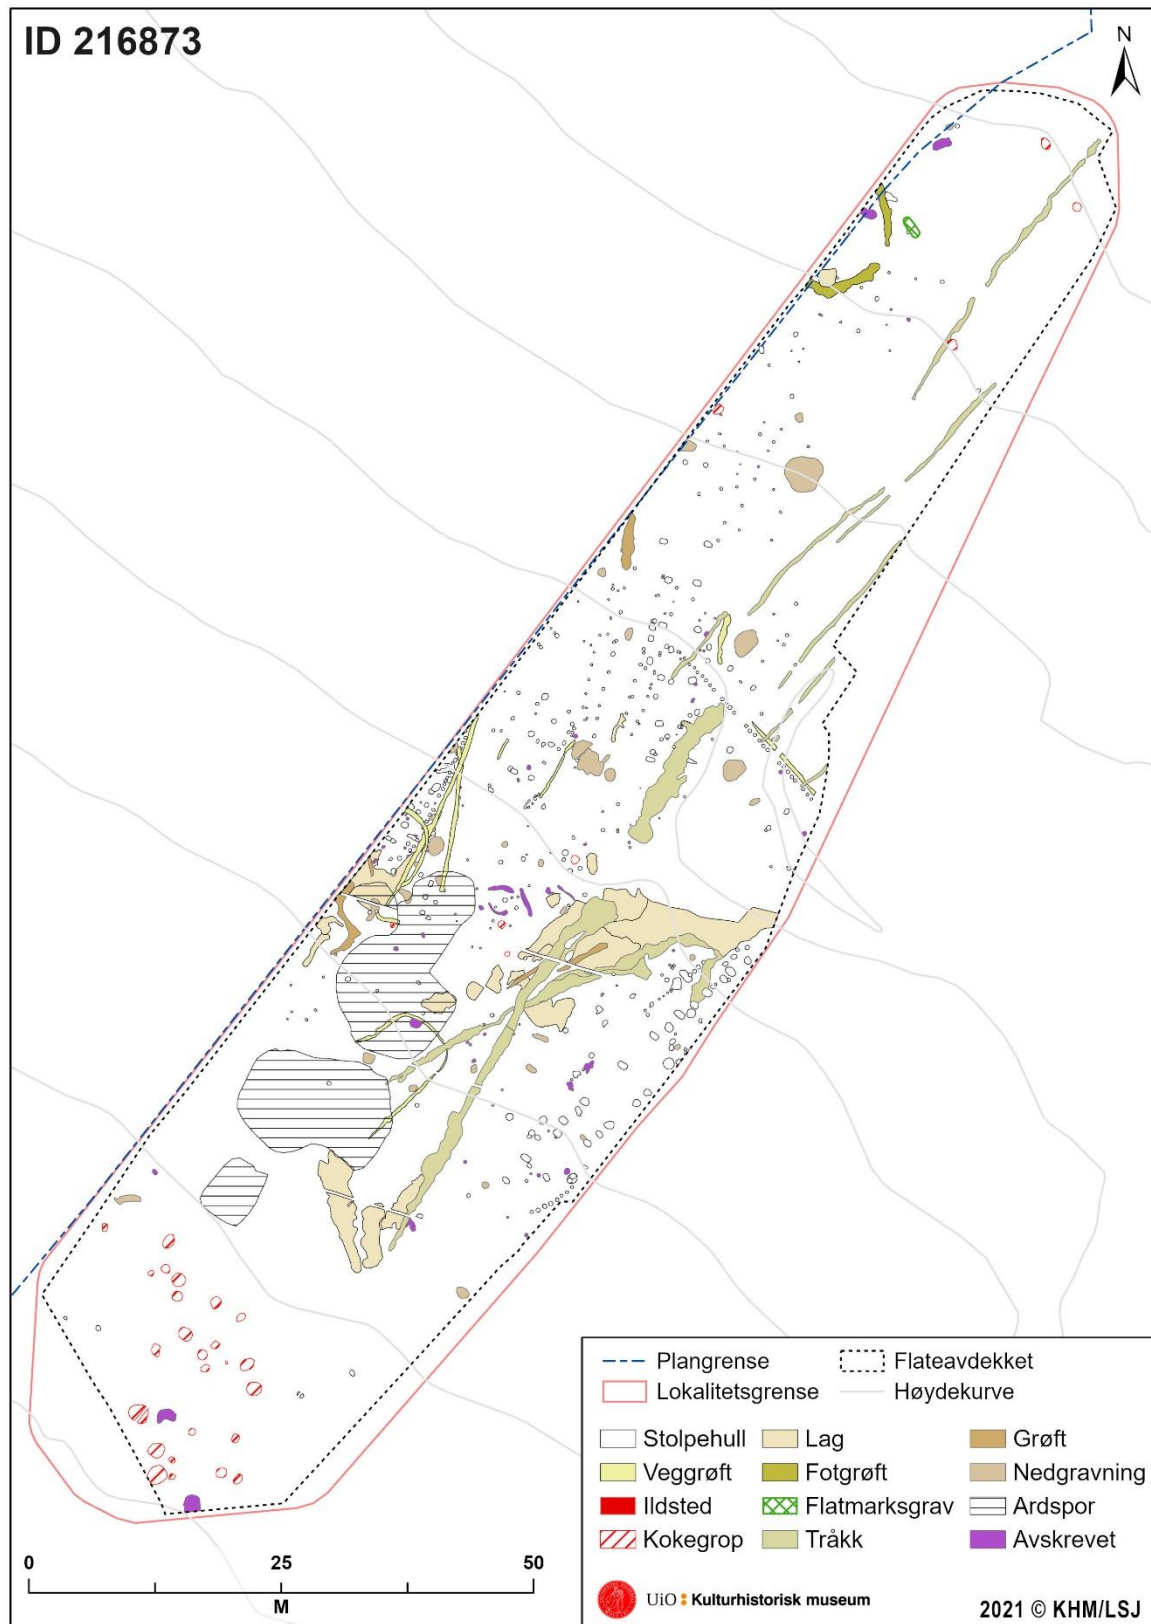 ID 216873
N
Plangrense
Flateavdekket
Lokalitetsgrense
Høydekurve
Stolpehull
Lag
Grøft
Veggrøft
Fotgrøft
Nedgravning
Ildsted
Flatmarksgrav
Ardspor
Kokegrop
Tråkk
Avskrevet
0 25 50
M
UiO Kulturhistorisk museum
2021 © KHM/LSJ